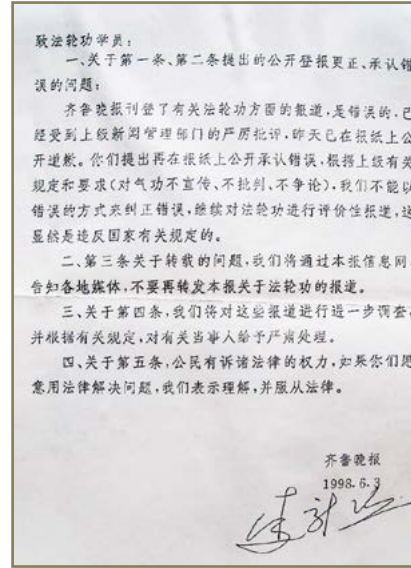 致法轮功学员：
一、关于第一条、第二条提出的公开登报更正、承认错
误的问题：
齐鲁晚报刊登了有关法轮功方面的报道，是错误的，已
经受到上级新闻管理部门的严厉批评，昨天已在报纸上公
开道歉。你们提出再在报纸上公开承认错误，根据上级有关
规定和要求(对气功不宣传、不批判、不争论)，我们不能以
错误的方式来纠正错误，继续对法轮功进行评价性报道，这
显然是违反国家有关规定的。
二、第三条关于转载的问题，我们将通过本报信息网
告知各地媒体，不要再转发本报关于法轮功的报道。
三、关于第四条，我们将对这些报道进行进一步调查
并根据有关规定，对有关当事人给予严肃处理。
四、关于第五条，公民有诉诸法律的权力，如果你们愿
意用法律解决问题，我们表示理解，并服从法律。
齐鲁晚报
1998.6.3